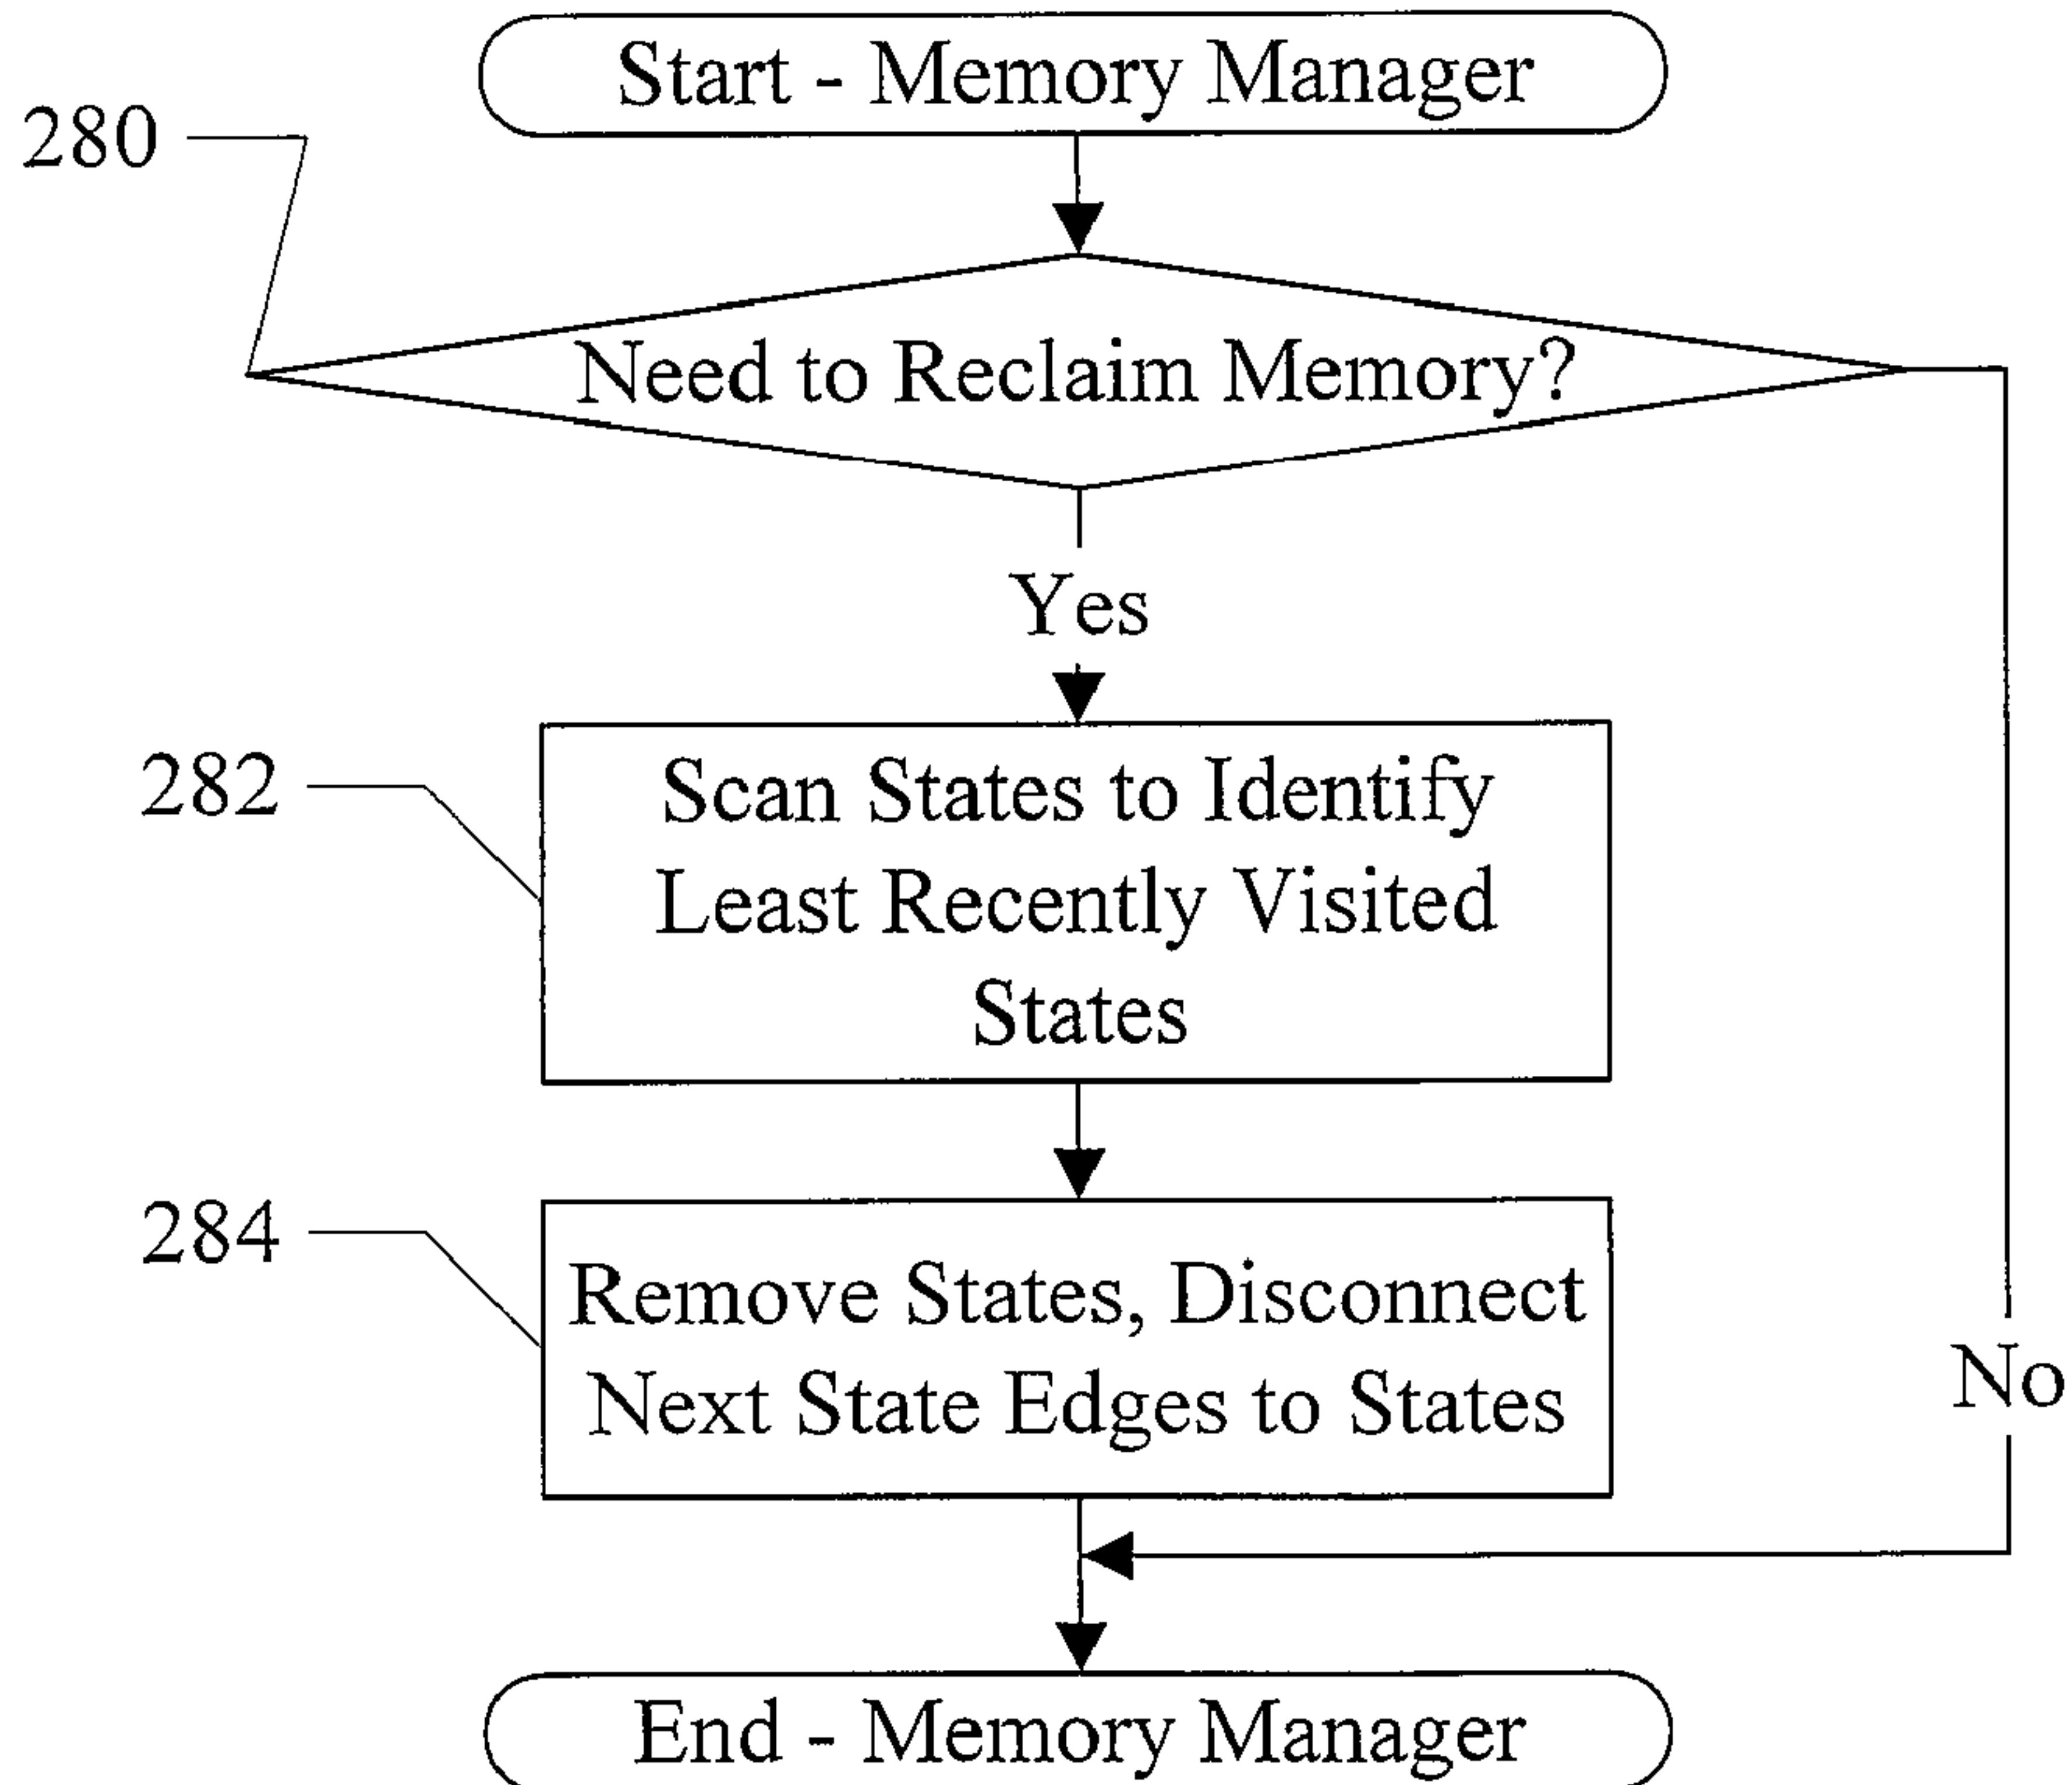 Start - Memory Manager
280
Need to Reclaim Memory?
Yes
282
Scan States to Identify
Least Recently Visited
States
284
Remove States, Disconnect
Next State Edges to States
No
End - Memory Manager